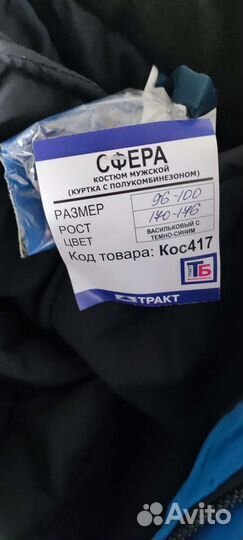 СФЕРА
КОСТЮМ МУЖСКОЙ
(КУРТКА С ПОЛУКОМБИНЕЗОНОМ)
РАЗМЕР 96-100
РОСТ 170-176
ЦВЕТ ВАСИЛЬКОВЫЙ С ТЕМНО-СИНИМ
Код товара: Кос417
ТБ
ТРАКТ
Avito